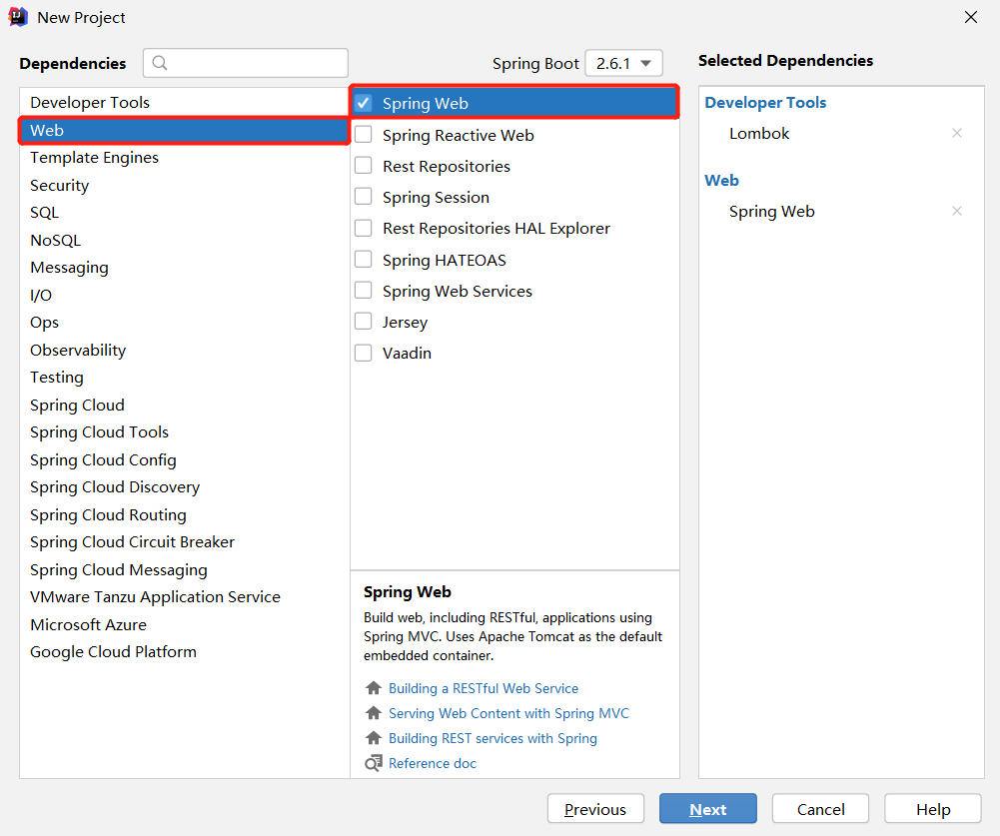 New Project
Dependencies
Spring Boot 2.6.1
Selected Dependencies
Developer Tools
Web
Template Engines
Security
SQL
NoSQL
Messaging
I/O
Ops
Observability
Testing
Spring Cloud
Spring Cloud Tools
Spring Cloud Config
Spring Cloud Discovery
Spring Cloud Routing
Spring Cloud Circuit Breaker
Spring Cloud Messaging
VMware Tanzu Application Service
Microsoft Azure
Google Cloud Platform
Spring Web
Spring Reactive Web
Rest Repositories
Spring Session
Rest Repositories HAL Explorer
Spring HATEOAS
Spring Web Services
Jersey
Vaadin
Spring Web
Build web, including RESTful, applications using
Spring MVC. Uses Apache Tomcat as the default
embedded container.
Building a RESTful Web Service
Serving Web Content with Spring MVC
Building REST services with Spring
Reference doc
Developer Tools
Lombok
Web
Spring Web
Previous
Next
Cancel
Help